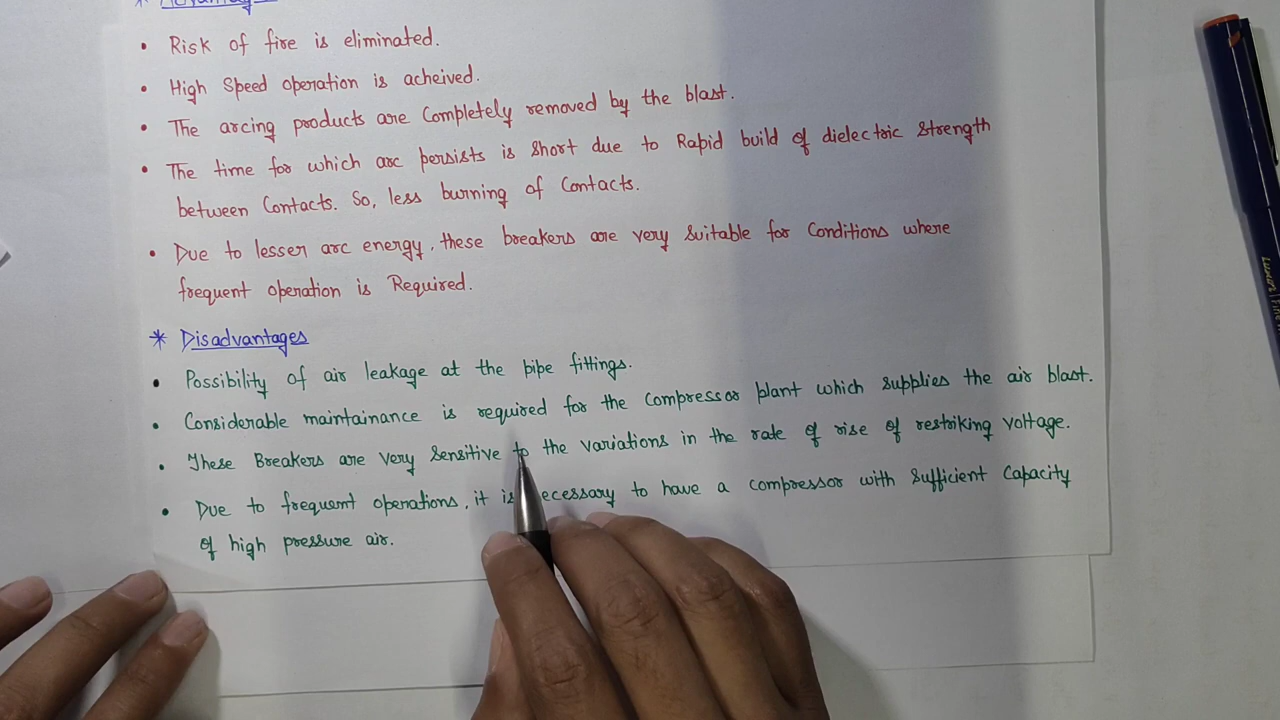 * Advantages
• Risk of fire is eliminated.
• High Speed operation is acheived.
• The arcing products are Completely removed by the blast.
• The time for which arc persists is short due to Rapid build of dielectric strength
between Contacts. So, less burning of Contacts.
• Due to lesser arc energy, these breakers are very suitable for Conditions where
frequent operation is Required.
* Disadvantages
• Possibility of air leakage at the pipe fittings.
• Considerable maintainance is required for the compressor plant which supplies the air blast.
• These Breakers are very sensitive to the variations in the rate of rise of restriking voltage.
• Due to frequent operations, it is necessary to have a compressor with sufficient Capacity
of high pressure air.